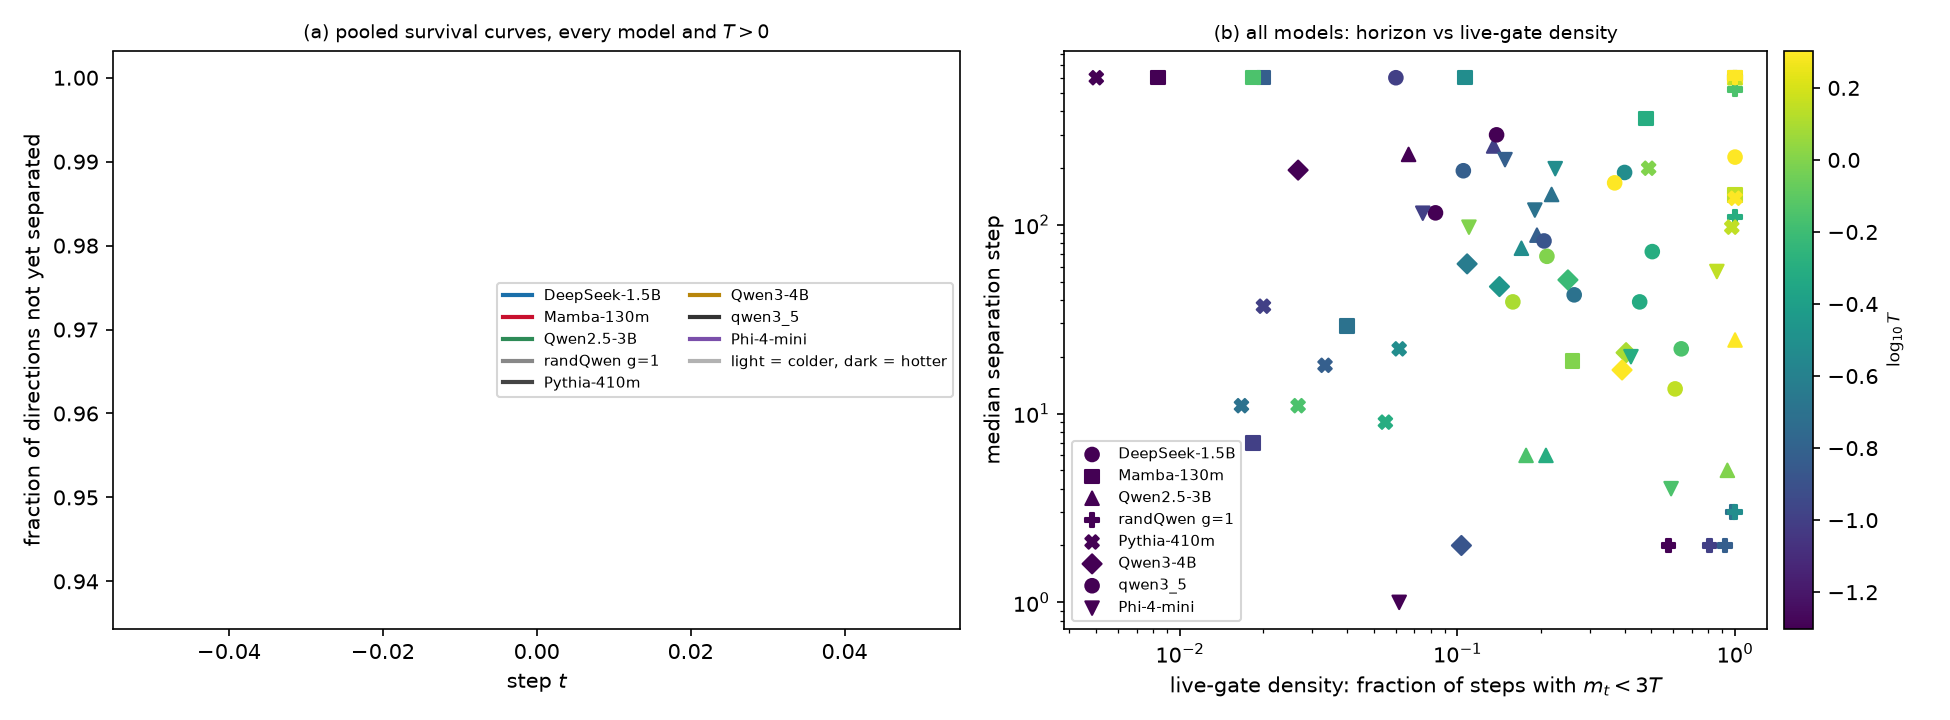 (a) pooled survival curves, every model and T > 0
fraction of directions not yet separated
1.00
0.99
0.98
0.97
0.96
0.95
0.94
DeepSeek-1.5B
Mamba-130m
Qwen2.5-3B
randQwen g=1
Pythia-410m
Qwen3-4B
qwen3_5
Phi-4-mini
light = colder, dark = hotter
−0.04
−0.02
0.00
0.02
0.04
step t
(b) all models: horizon vs live-gate density
median separation step
10²
10¹
10⁰
DeepSeek-1.5B
Mamba-130m
Qwen2.5-3B
randQwen g=1
Pythia-410m
Qwen3-4B
qwen3_5
Phi-4-mini
10⁻²
10⁻¹
10⁰
live-gate density: fraction of steps with mₜ < 3T
0.2
0.0
−0.2
−0.4
−0.6
−0.8
−1.0
−1.2
log₁₀ T